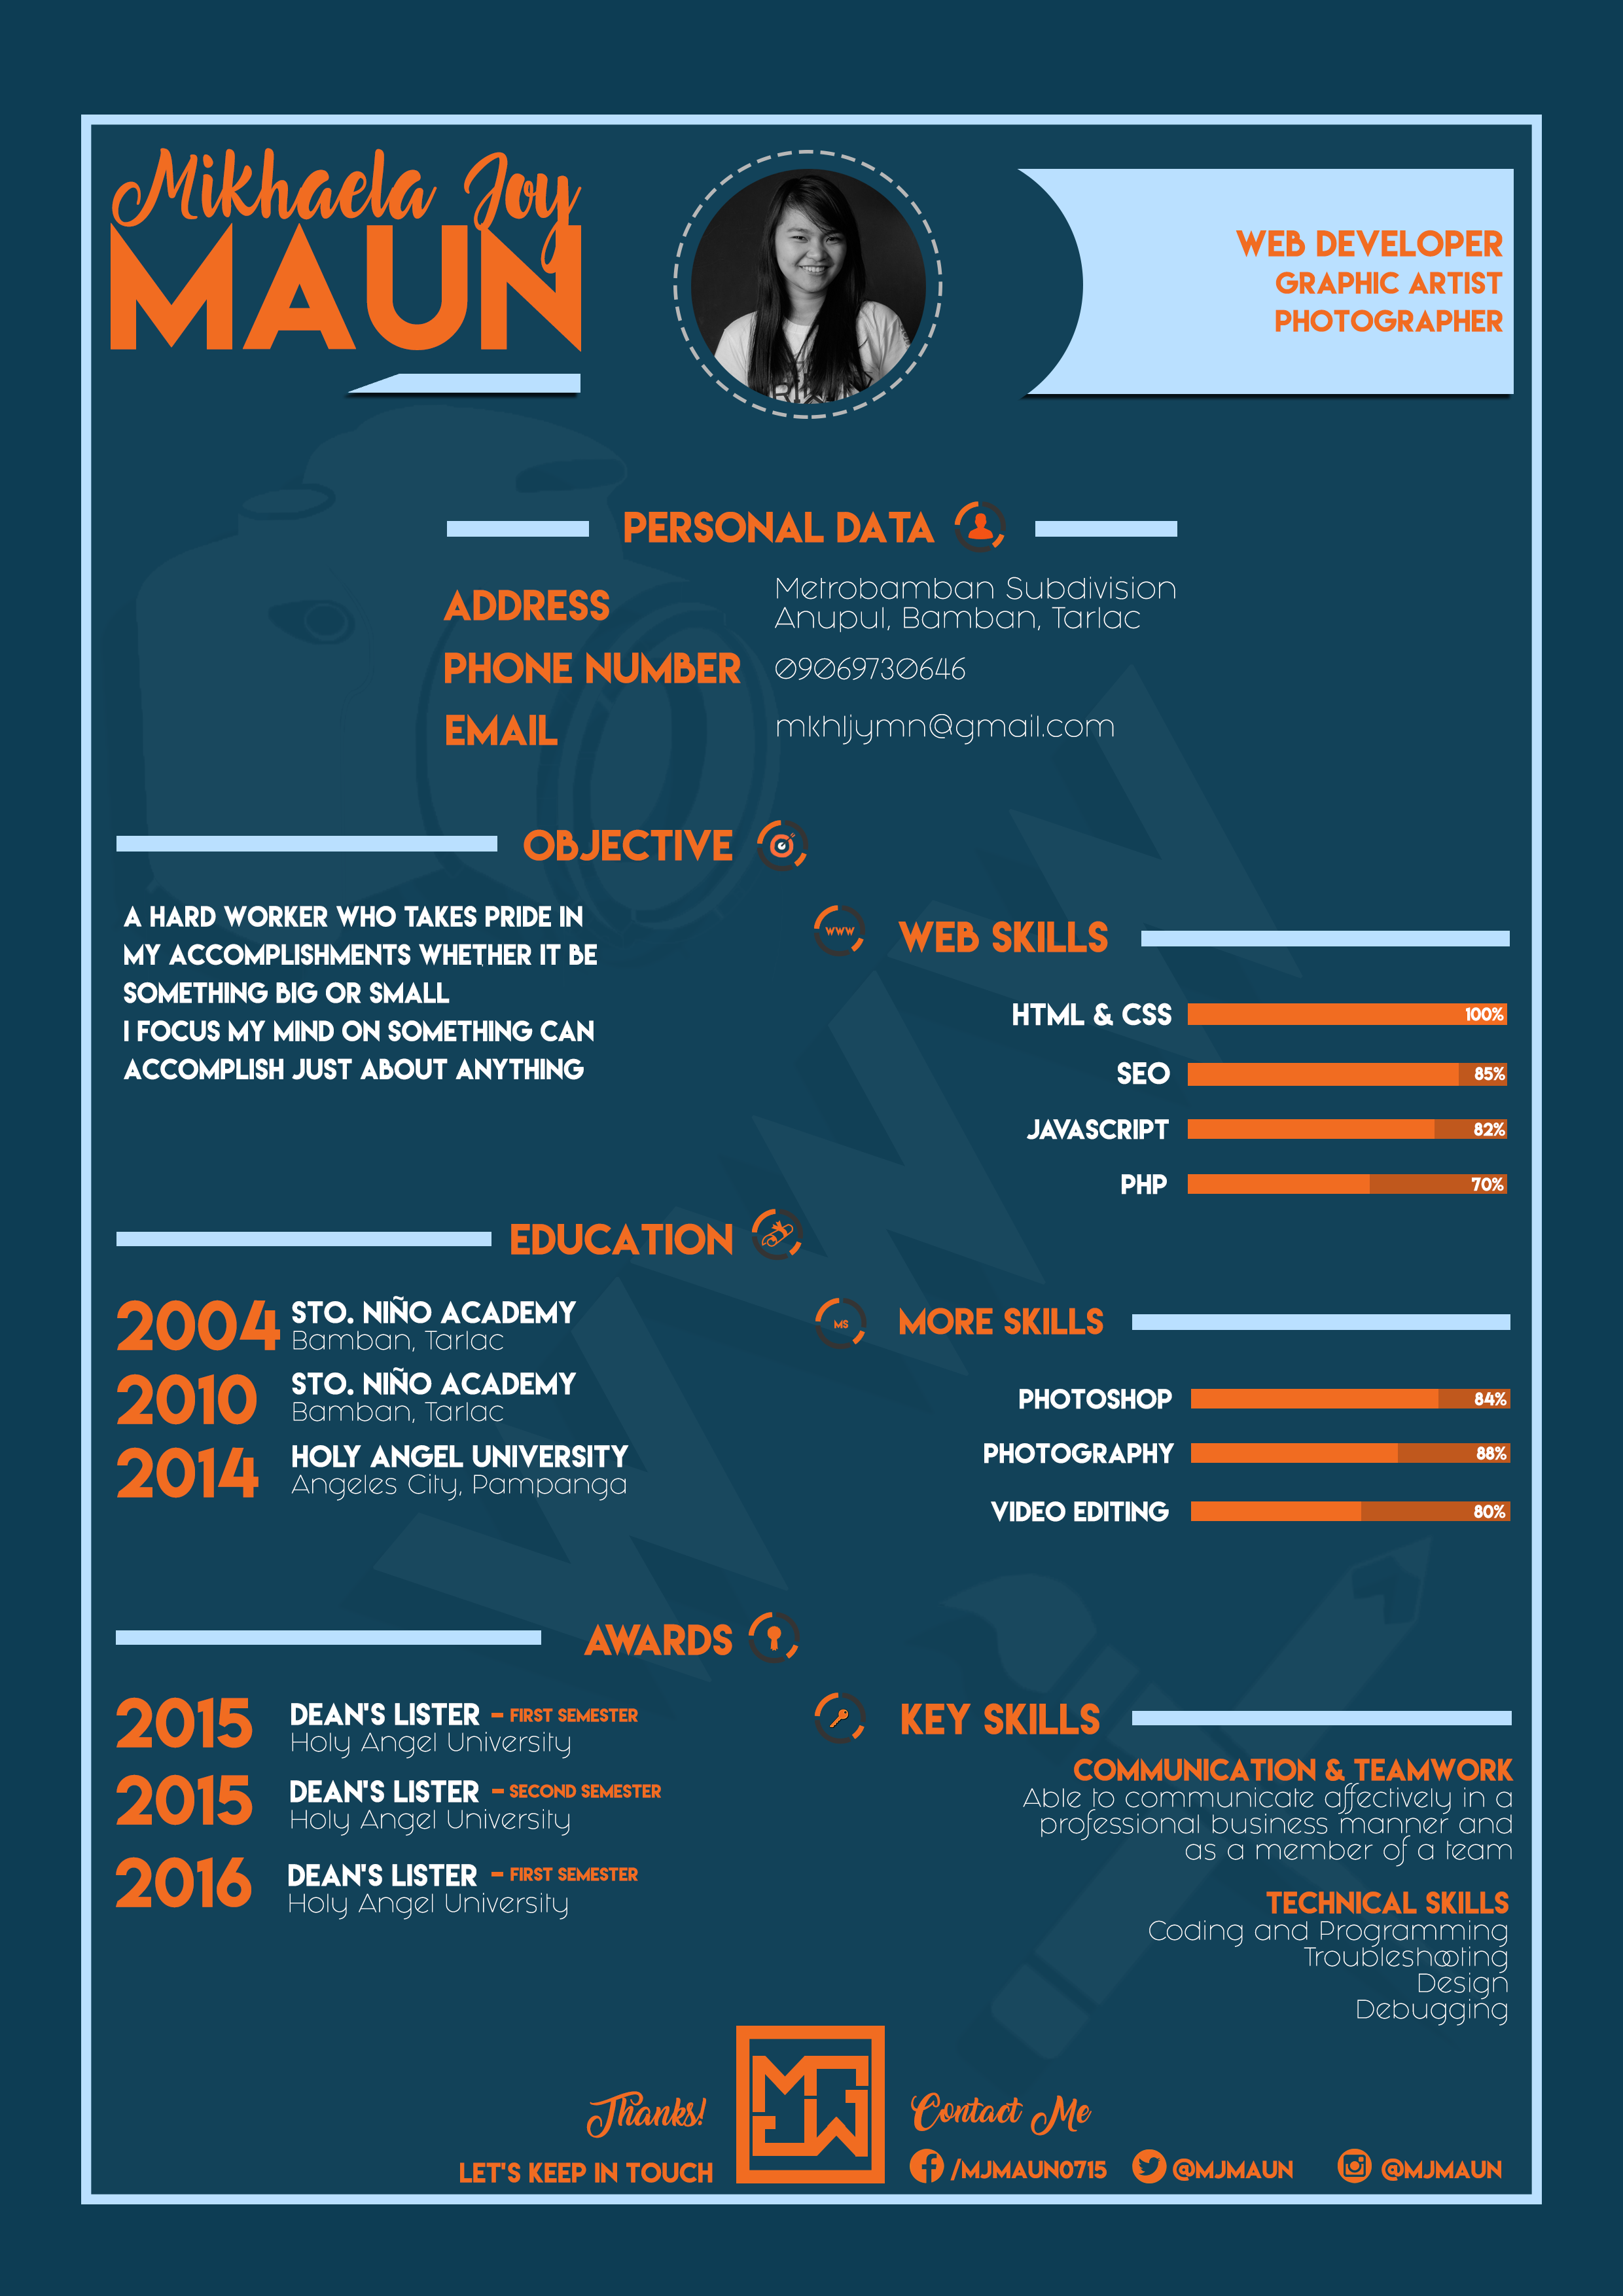 Mikhaela Joy
MAUN
WEB DEVELOPER
GRAPHIC ARTIST
PHOTOGRAPHER
PERSONAL DATA
ADDRESS
Metrobamban Subdivision
Anupul, Bamban, Tarlac
PHONE NUMBER
09069730646
EMAIL
mkhljymn@gmail.com
OBJECTIVE
A HARD WORKER WHO TAKES PRIDE IN
MY ACCOMPLISHMENTS WHETHER IT BE
SOMETHING BIG OR SMALL
I FOCUS MY MIND ON SOMETHING CAN
ACCOMPLISH JUST ABOUT ANYTHING
WWW
WEB SKILLS
HTML & CSS 100%
SEO 85%
JAVASCRIPT 82%
PHP 70%
EDUCATION
2004 STO. NIÑO ACADEMY
Bamban, Tarlac
2010 STO. NIÑO ACADEMY
Bamban, Tarlac
2014 HOLY ANGEL UNIVERSITY
Angeles City, Pampanga
MS
MORE SKILLS
PHOTOSHOP 84%
PHOTOGRAPHY 88%
VIDEO EDITING 80%
AWARDS
2015 DEAN'S LISTER - FIRST SEMESTER
Holy Angel University
2015 DEAN'S LISTER - SECOND SEMESTER
Holy Angel University
2016 DEAN'S LISTER - FIRST SEMESTER
Holy Angel University
KEY SKILLS
COMMUNICATION & TEAMWORK
Able to communicate affectively in a
professional business manner and
as a member of a team
TECHNICAL SKILLS
Coding and Programming
Troubleshooting
Design
Debugging
Thanks!
LET'S KEEP IN TOUCH
Contact Me
/MJMAUN0715 @MJMAUN @MJMAUN
WWW